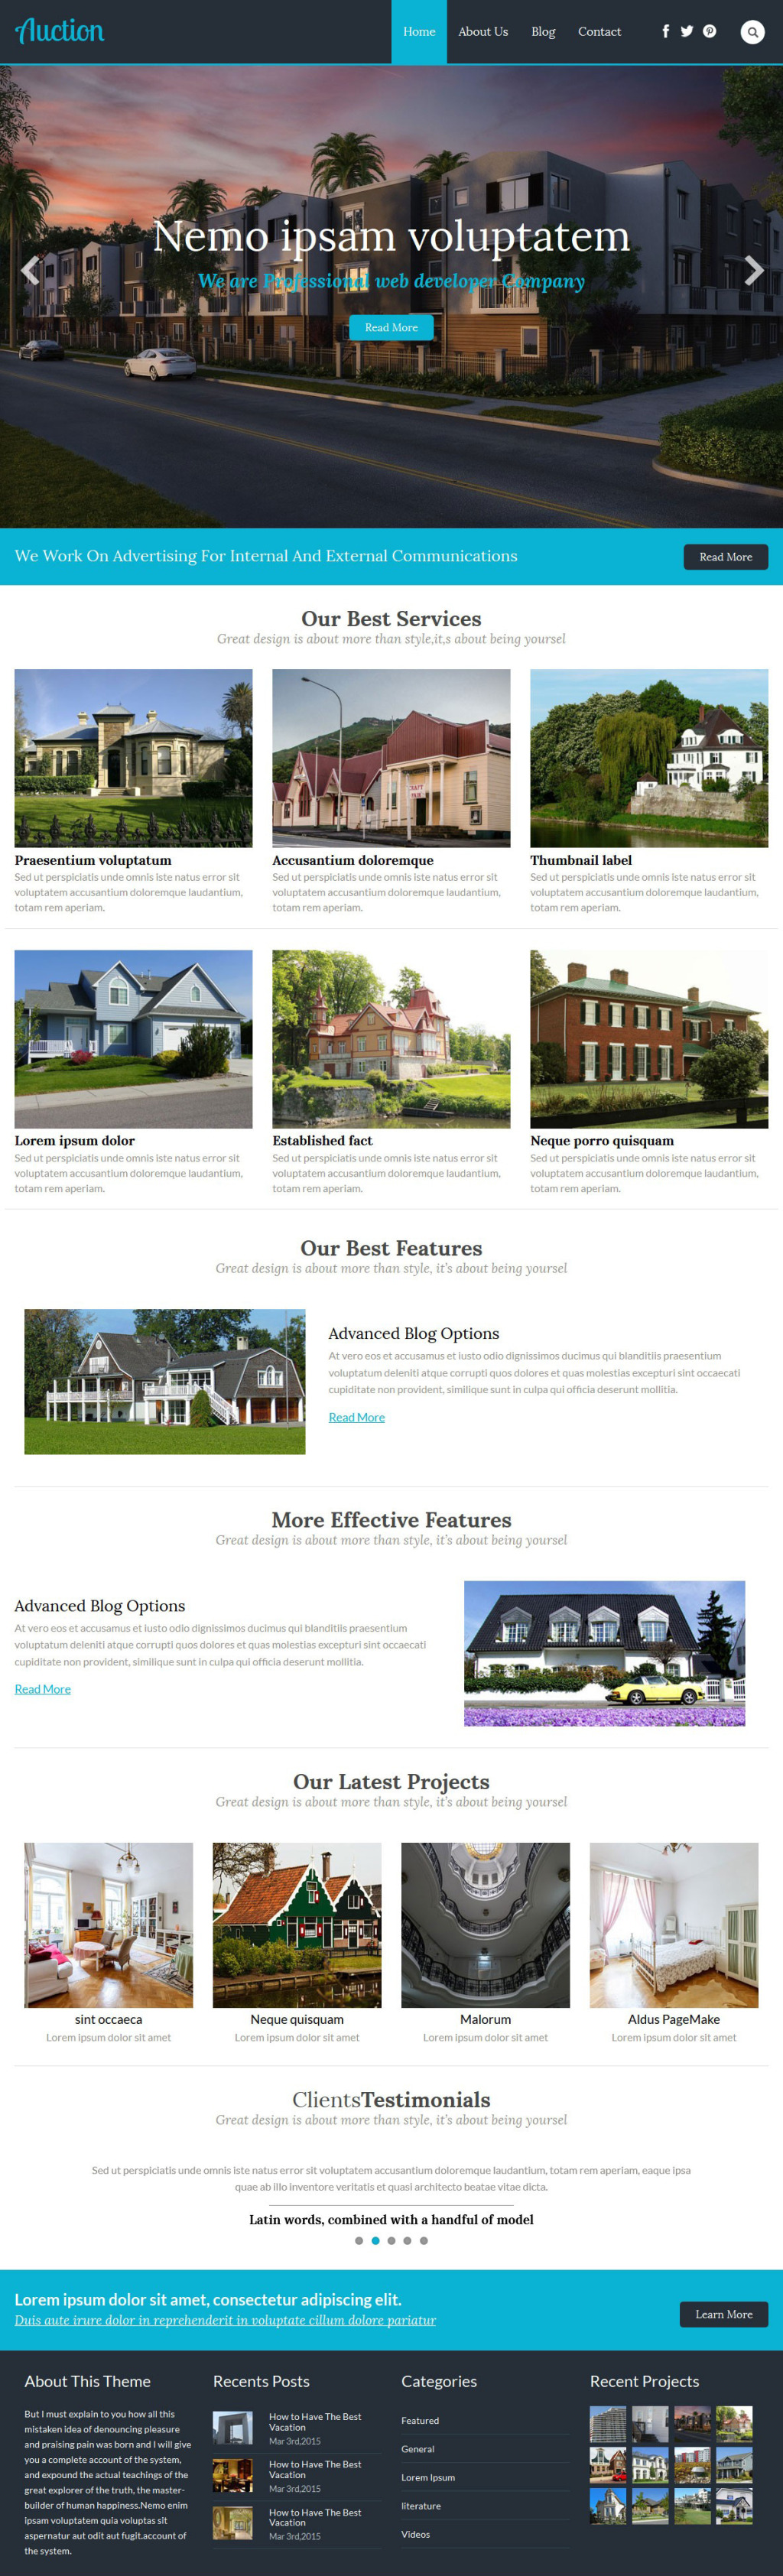 Auction
Home About Us Blog Contact
Nemo ipsam voluptatem
We are Professional web developer Company
Read More
We Work On Advertising For Internal And External Communications
Read More
Our Best Services
Great design is about more than style,it,s about being yoursel
Praesentium voluptatum
Sed ut perspiciatis unde omnis iste natus error sit
voluptatem accusantium doloremque laudantium,
totam rem aperiam.
Accusantium doloremque
Sed ut perspiciatis unde omnis iste natus error sit
voluptatem accusantium doloremque laudantium,
totam rem aperiam.
Thumbnail label
Sed ut perspiciatis unde omnis iste natus error sit
voluptatem accusantium doloremque laudantium,
totam rem aperiam.
Lorem ipsum dolor
Sed ut perspiciatis unde omnis iste natus error sit
voluptatem accusantium doloremque laudantium,
totam rem aperiam.
Established fact
Sed ut perspiciatis unde omnis iste natus error sit
voluptatem accusantium doloremque laudantium,
totam rem aperiam.
Neque porro quisquam
Sed ut perspiciatis unde omnis iste natus error sit
voluptatem accusantium doloremque laudantium,
totam rem aperiam.
Our Best Features
Great design is about more than style, it's about being yoursel
Advanced Blog Options
At vero eos et accusamus et iusto odio dignissimos ducimus qui blanditiis praesentium
voluptatum deleniti atque corrupti quos dolores et quas molestias excepturi sint occaecati
cupiditate non provident, similique sunt in culpa qui officia deserunt mollitia.
Read More
More Effective Features
Great design is about more than style, it's about being yoursel
Advanced Blog Options
At vero eos et accusamus et iusto odio dignissimos ducimus qui blanditiis praesentium
voluptatum deleniti atque corrupti quos dolores et quas molestias excepturi sint occaecati
cupiditate non provident, similique sunt in culpa qui officia deserunt mollitia.
Read More
Our Latest Projects
Great design is about more than style, it's about being yoursel
sint occaeca
Lorem ipsum dolor sit amet
Neque quisquam
Lorem ipsum dolor sit amet
Malorum
Lorem ipsum dolor sit amet
Aldus PageMake
Lorem ipsum dolor sit amet
ClientsTestimonials
Great design is about more than style, it's about being yoursel
Sed ut perspiciatis unde omnis iste natus error sit voluptatem accusantium doloremque laudantium, totam rem aperiam, eaque ipsa
quae ab illo inventore veritatis et quasi architecto beatae vitae dicta.
Latin words, combined with a handful of model
Lorem ipsum dolor sit amet, consectetur adipiscing elit.
Duis aute irure dolor in reprehenderit in voluptate cillum dolore pariatur
Learn More
About This Theme
But I must explain to you how all this
mistaken idea of denouncing pleasure
and praising pain was born and I will give
you a complete account of the system,
and expound the actual teachings of the
great explorer of the truth, the master-
builder of human happiness.Nemo enim
ipsam voluptatem quia voluptas sit
aspernatur aut odit aut fugit.account of
the system.
Recents Posts
How to Have The Best
Vacation
Mar 3rd,2015
How to Have The Best
Vacation
Mar 3rd,2015
How to Have The Best
Vacation
Mar 3rd,2015
Categories
Featured
General
Lorem Ipsum
literature
Videos
Recent Projects